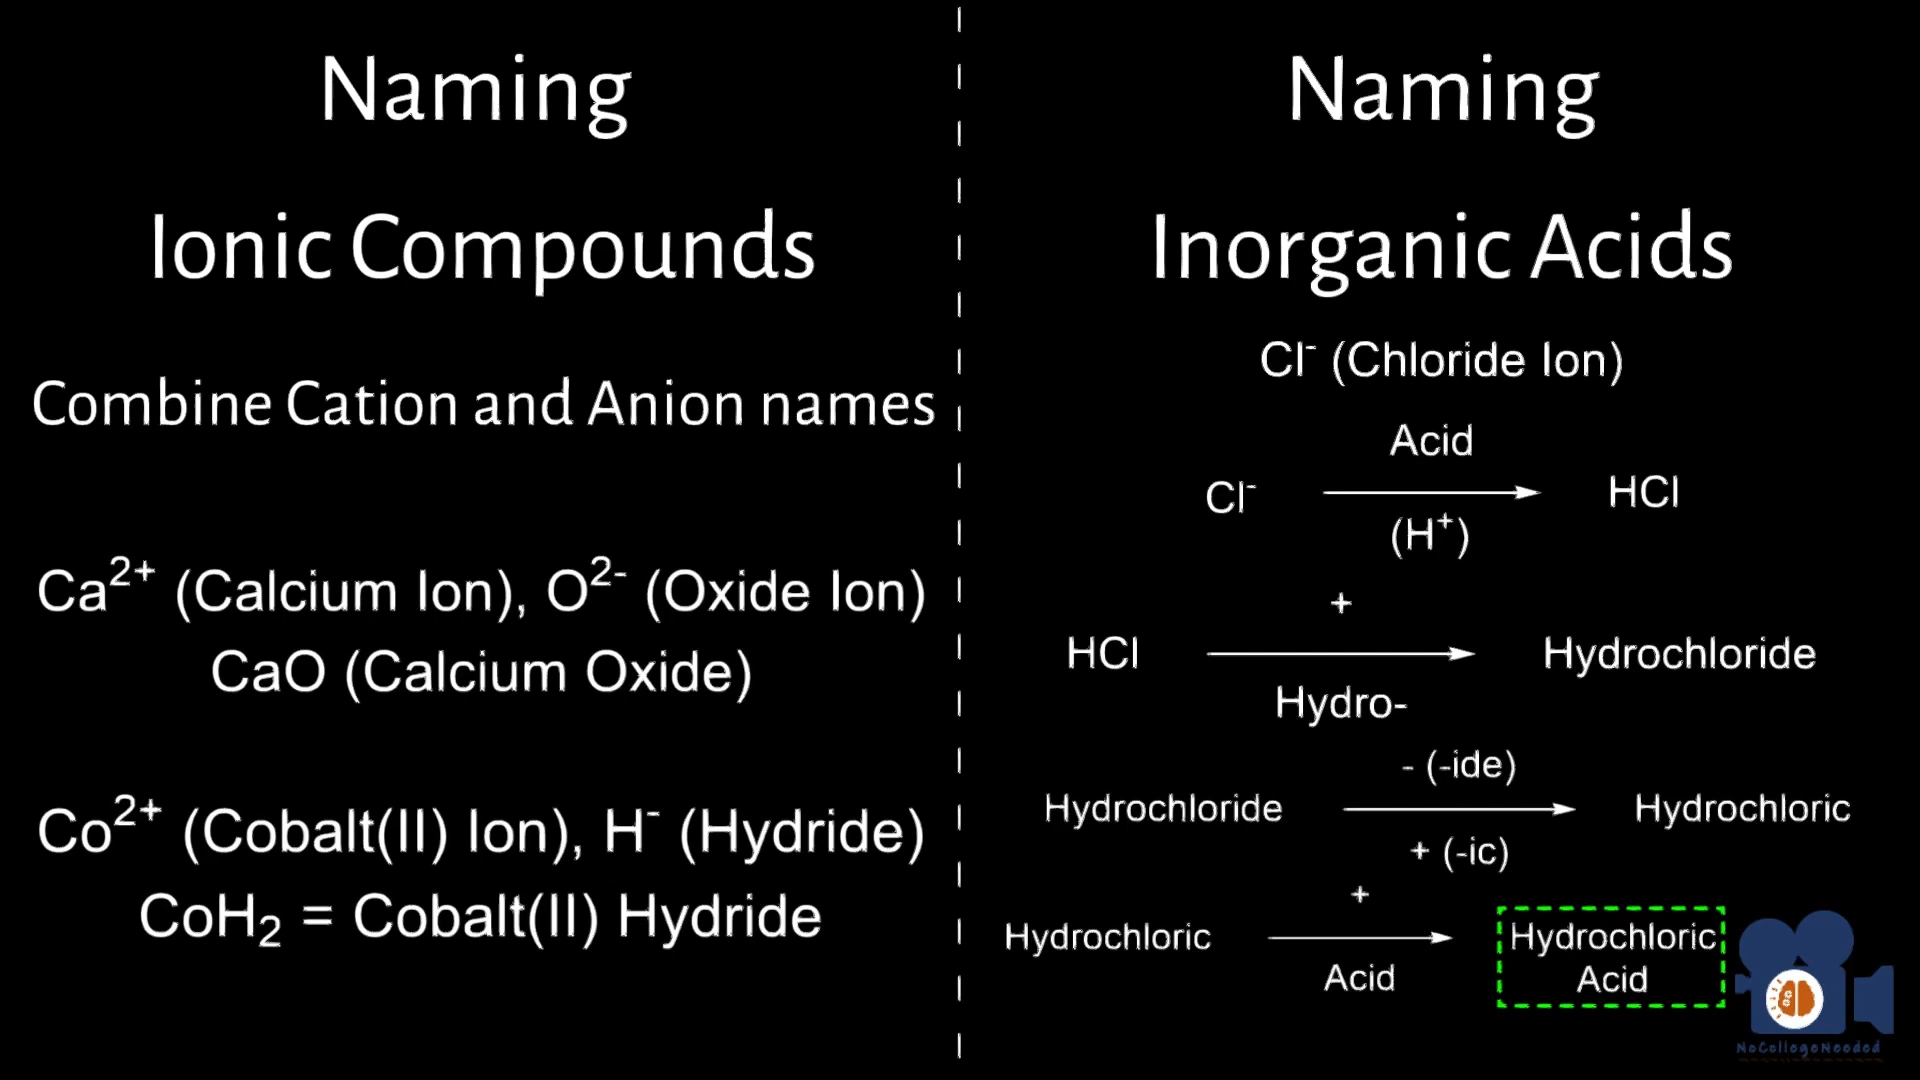 Naming
Ionic Compounds
Combine Cation and Anion names
Ca²⁺ (Calcium Ion), O²⁻ (Oxide Ion)
CaO (Calcium Oxide)
Co²⁺ (Cobalt(II) Ion), H⁻ (Hydride)
CoH₂ = Cobalt(II) Hydride
Naming
Inorganic Acids
Cl⁻ (Chloride Ion)
Acid
Cl⁻ → HCl
(H⁺)
+
HCl → Hydrochloride
Hydro-
- (-ide)
Hydrochloride → Hydrochloric
+ (-ic)
+
Hydrochloric → Hydrochloric
Acid Acid
NoCollegeNeeded